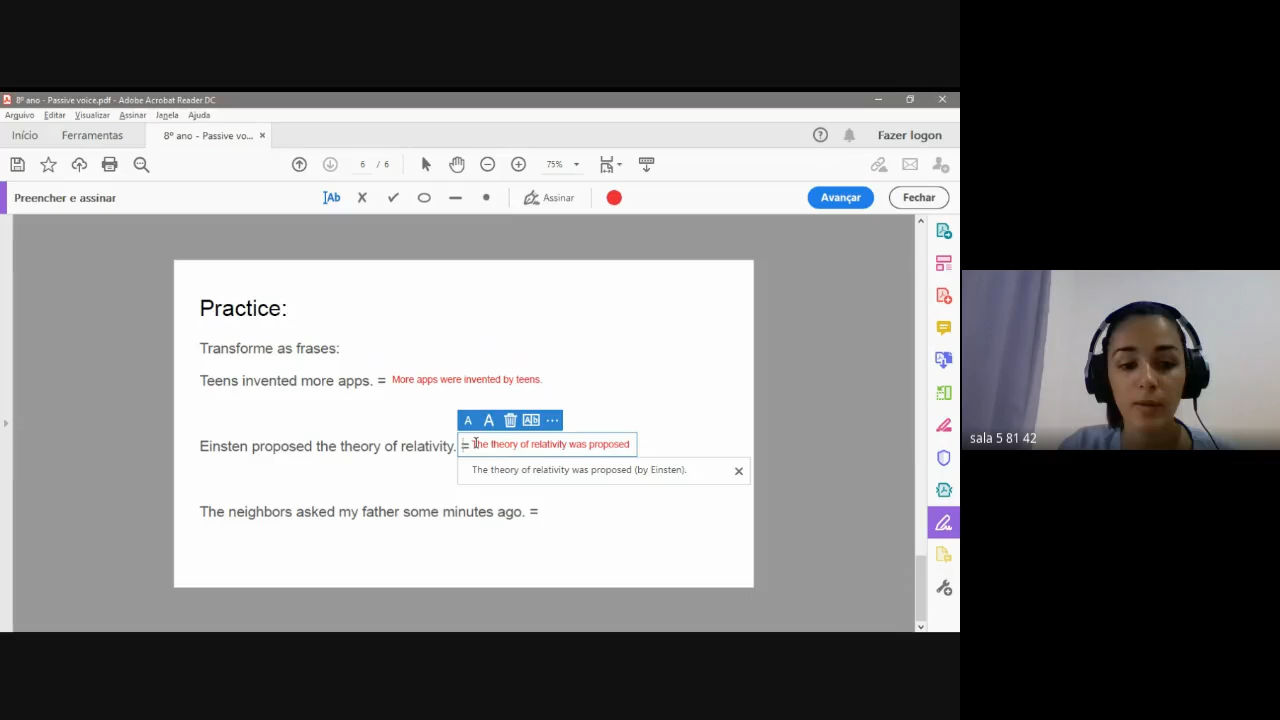 8º ano - Passive voice.pdf - Adobe Acrobat Reader DC
Arquivo Editar Visualizar Assinar Janela Ajuda
Início Ferramentas 8º ano - Passive vo... × Fazer logon
6 / 6 75%
Preencher e assinar Ab Assinar Avançar Fechar
Practice:
Transforme as frases:
Teens invented more apps. = More apps were invented by teens.
A A Ab ...
Einsten proposed the theory of relativity. = The theory of relativity was proposed
The theory of relativity was proposed (by Einsten).
The neighbors asked my father some minutes ago. =
sala 5 81 42